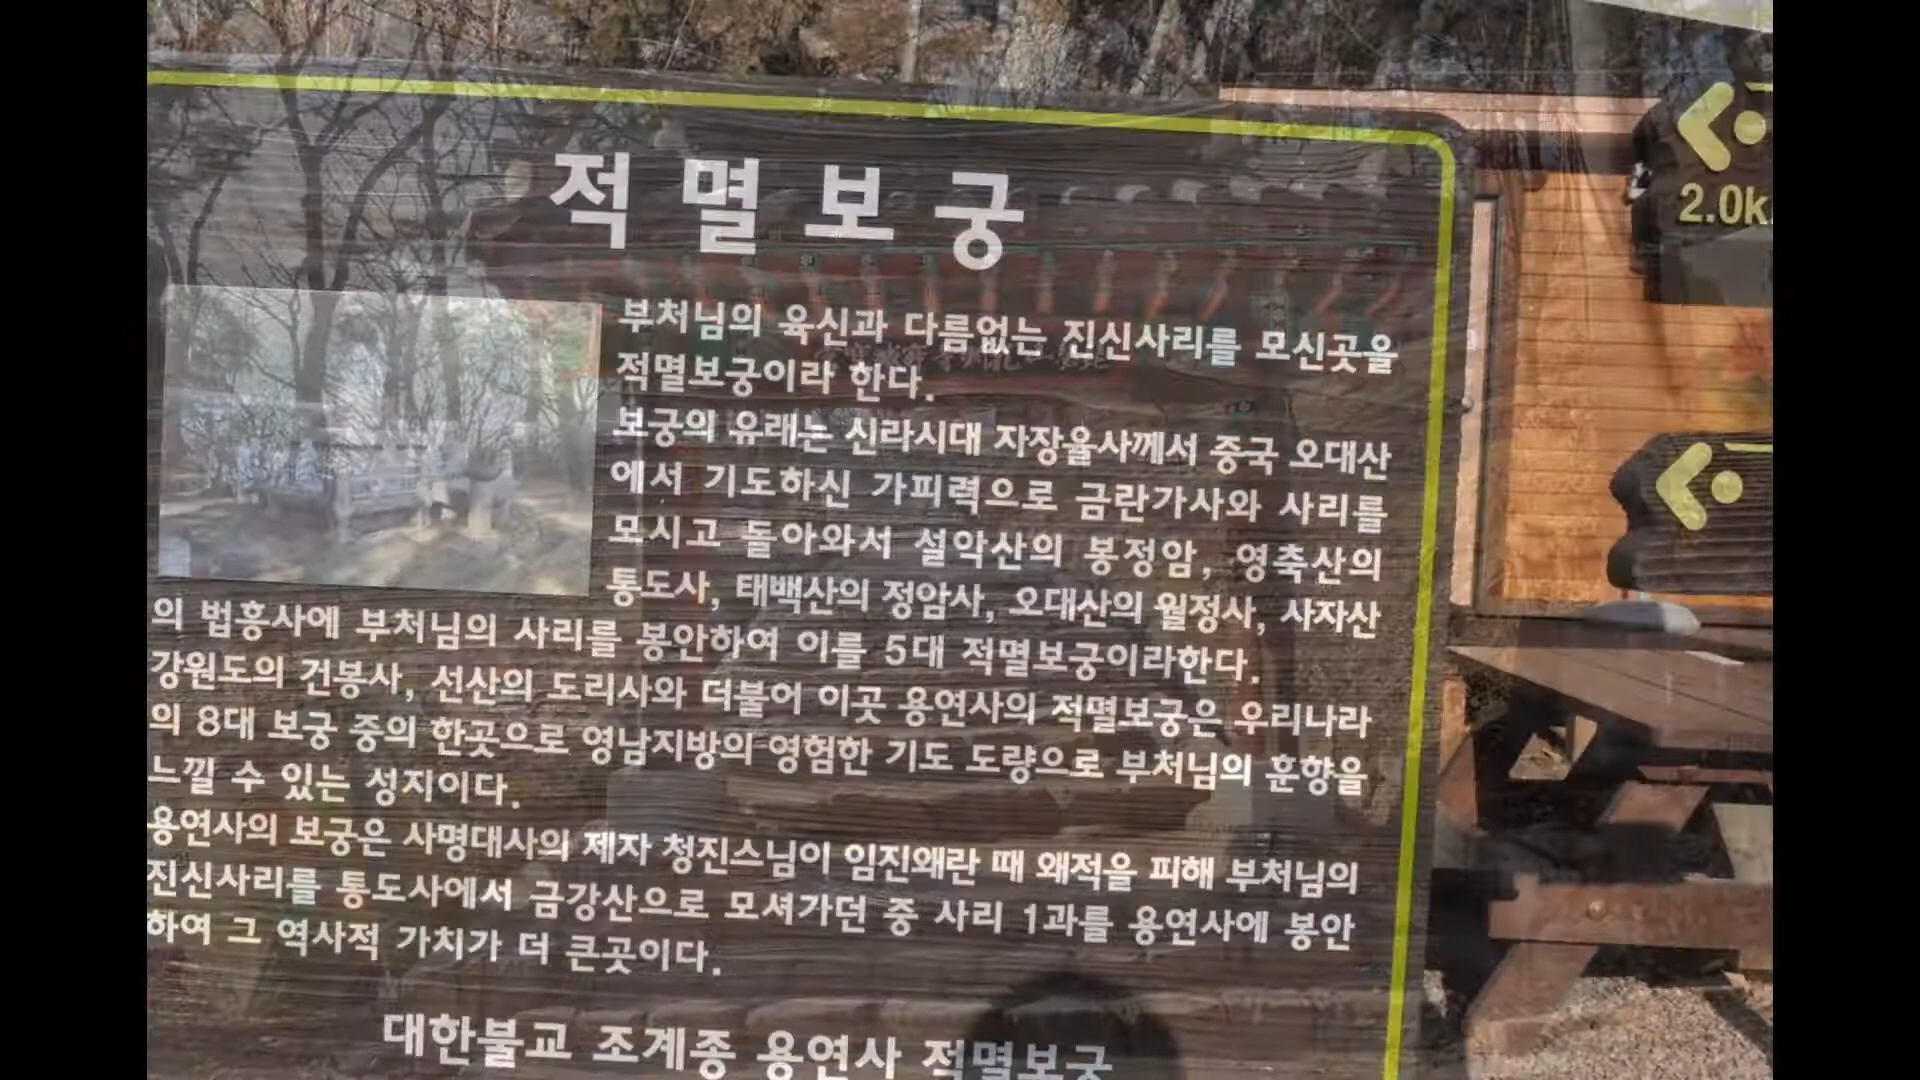 적멸보궁
부처님의 육신과 다름없는 진신사리를 모신곳을
적멸보궁이라 한다.
보궁의 유래는 신라시대 자장율사께서 중국 오대산
에서 기도하신 가피력으로 금란가사와 사리를
모시고 돌아와서 설악산의 봉정암, 영축산의
통도사, 태백산의 정암사, 오대산의 월정사, 사자산
의 법흥사에 부처님의 사리를 봉안하여 이를 5대 적멸보궁이라한다.
강원도의 건봉사, 선산의 도리사와 더불어 이곳 용연사의 적멸보궁은 우리나라
의 8대 보궁 중의 한곳으로 영남지방의 영험한 기도 도량으로 부처님의 훈향을
느낄 수 있는 성지이다.
용연사의 보궁은 사명대사의 제자 청진스님이 임진왜란 때 왜적을 피해 부처님의
진신사리를 통도사에서 금강산으로 모셔가던 중 사리 1과를 용연사에 봉안
하여 그 역사적 가치가 더 큰곳이다.
대한불교 조계종 용연사 적멸보궁
2.0k